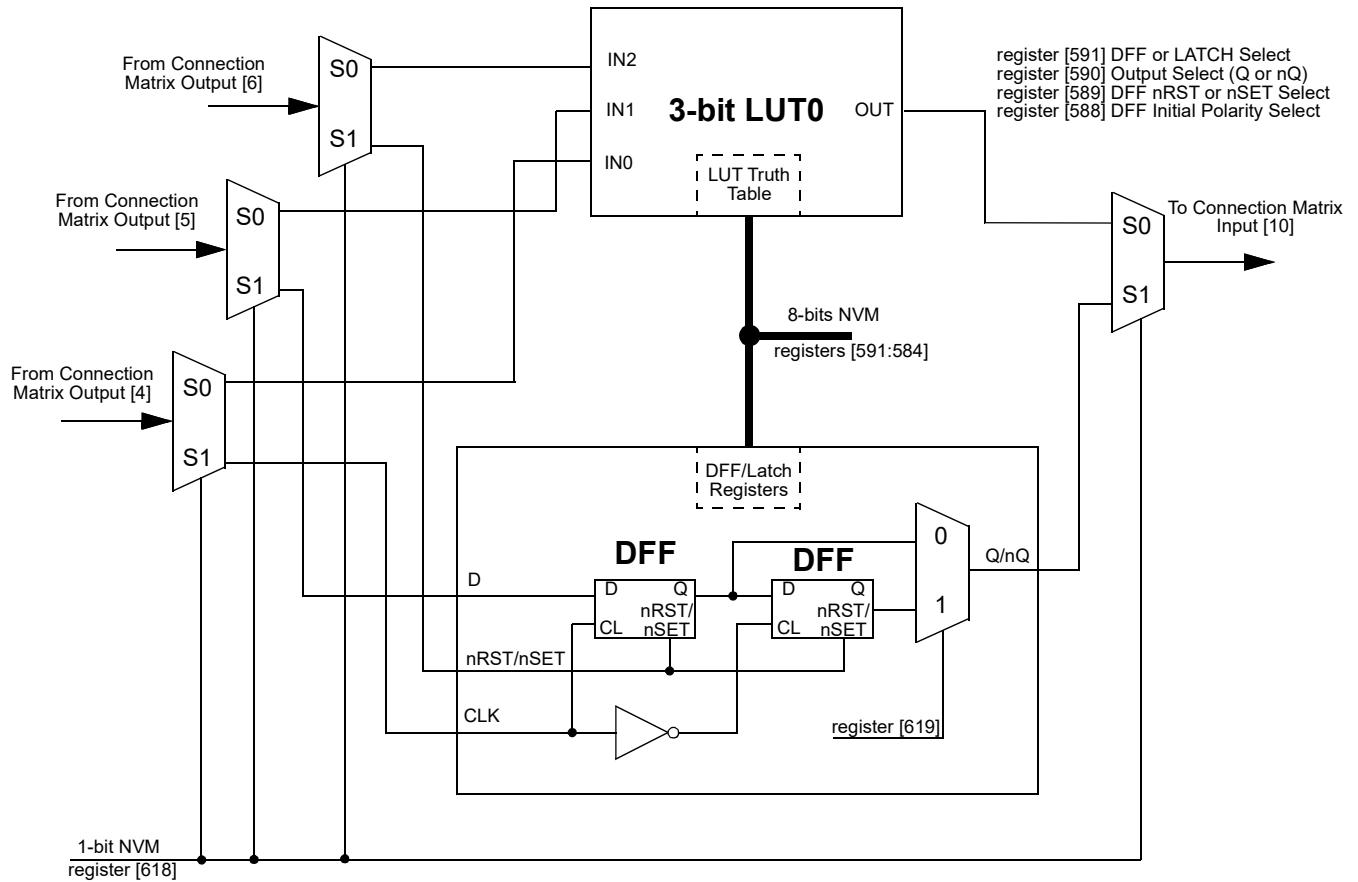 From Connection
Matrix Output [6]
S0
S1
IN2
IN1
IN0
3-bit LUT0
OUT
LUT Truth
Table
register [591] DFF or LATCH Select
register [590] Output Select (Q or nQ)
register [589] DFF nRST or nSET Select
register [588] DFF Initial Polarity Select
From Connection
Matrix Output [5]
S0
S1
To Connection Matrix
Input [10]
S0
S1
8-bits NVM
registers [591:584]
From Connection
Matrix Output [4]
S0
S1
DFF/Latch
Registers
DFF
DFF
D
D
Q
nRST/
nSET
CL
D
Q
nRST/
nSET
CL
0
1
Q/nQ
nRST/nSET
CLK
register [619]
1-bit NVM
register [618]